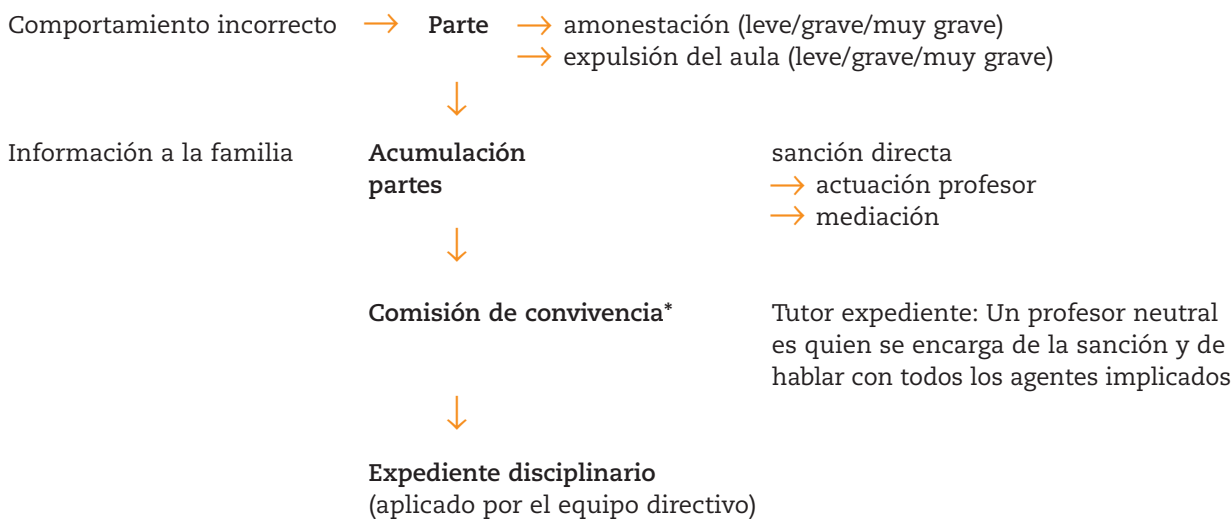 Comportamiento incorrecto → Parte → amonestación (leve/grave/muy grave)
→ expulsión del aula (leve/grave/muy grave)
↓
Información a la familia Acumulación sanción directa
partes → actuación profesor
→ mediación
↓
Comisión de convivencia* Tutor expediente: Un profesor neutral
es quien se encarga de la sanción y de
hablar con todos los agentes implicados
↓
Expediente disciplinario
(aplicado por el equipo directivo)